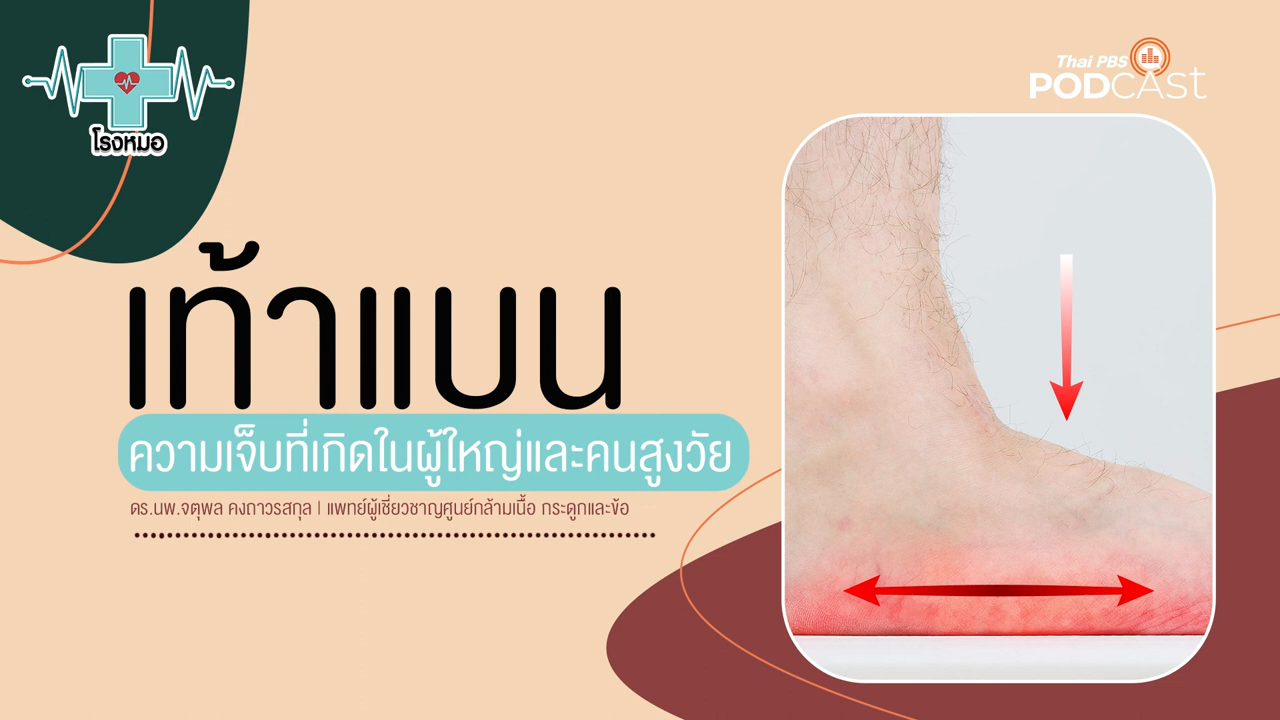 โรงหมอ
Thai PBS
PODCAST
เท้าแบน
ความเจ็บที่เกิดในผู้ใหญ่และคนสูงวัย
ดร.นพ.จตุพล คงถาวรสกุล | แพทย์ผู้เชี่ยวชาญศูนย์กล้ามเนื้อ กระดูกและข้อ